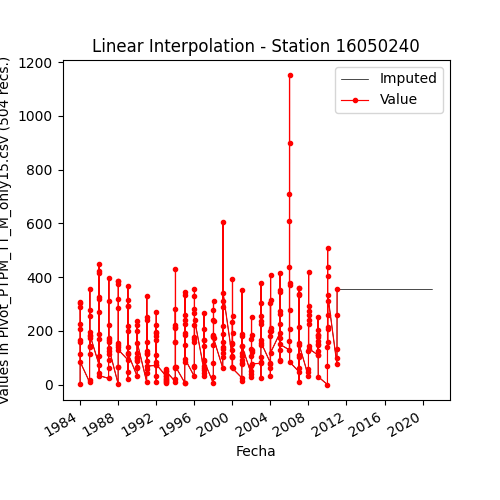 Linear Interpolation - Station 16050240
Values in Pivot_PTPM_TT_M_only15.csv (504 recs.)
1200
1000
800
600
400
200
0
Imputed
Value
1984 1988 1992 1996 2000 2004 2008 2012 2016 2020
Fecha